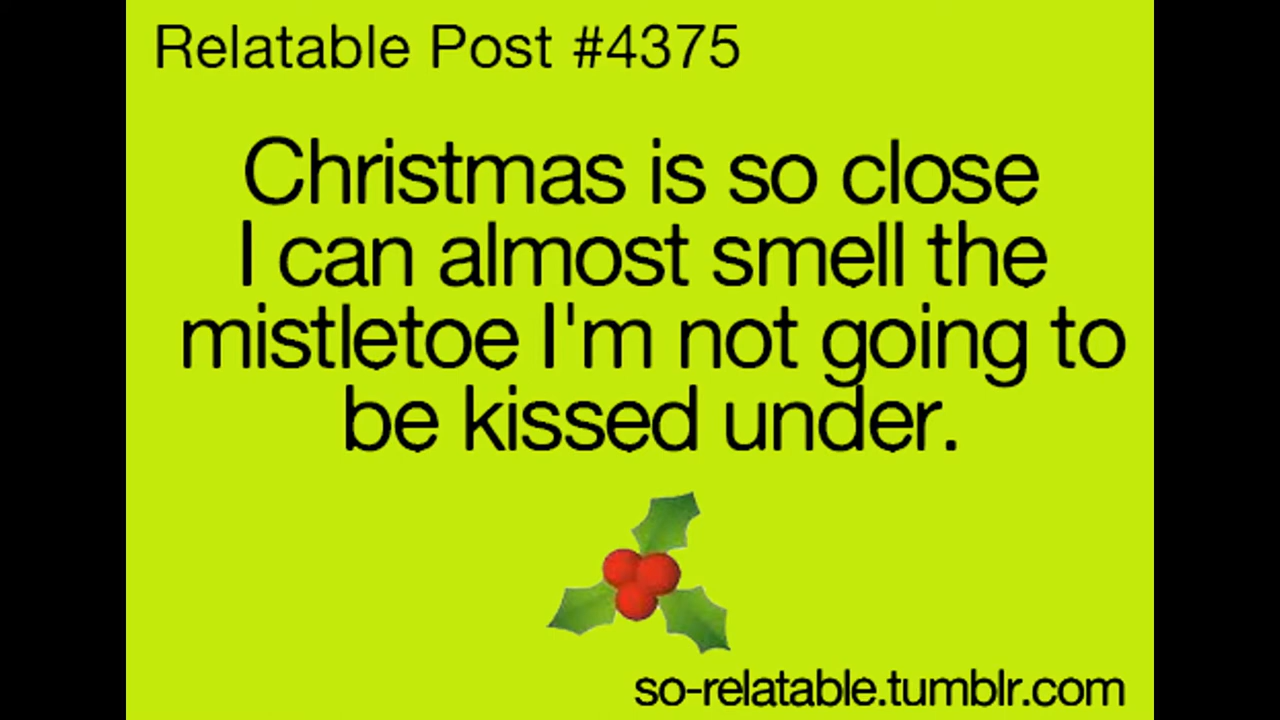 Relatable Post #4375
Christmas is so close
I can almost smell the
mistletoe I'm not going to
be kissed under.
so-relatable.tumblr.com